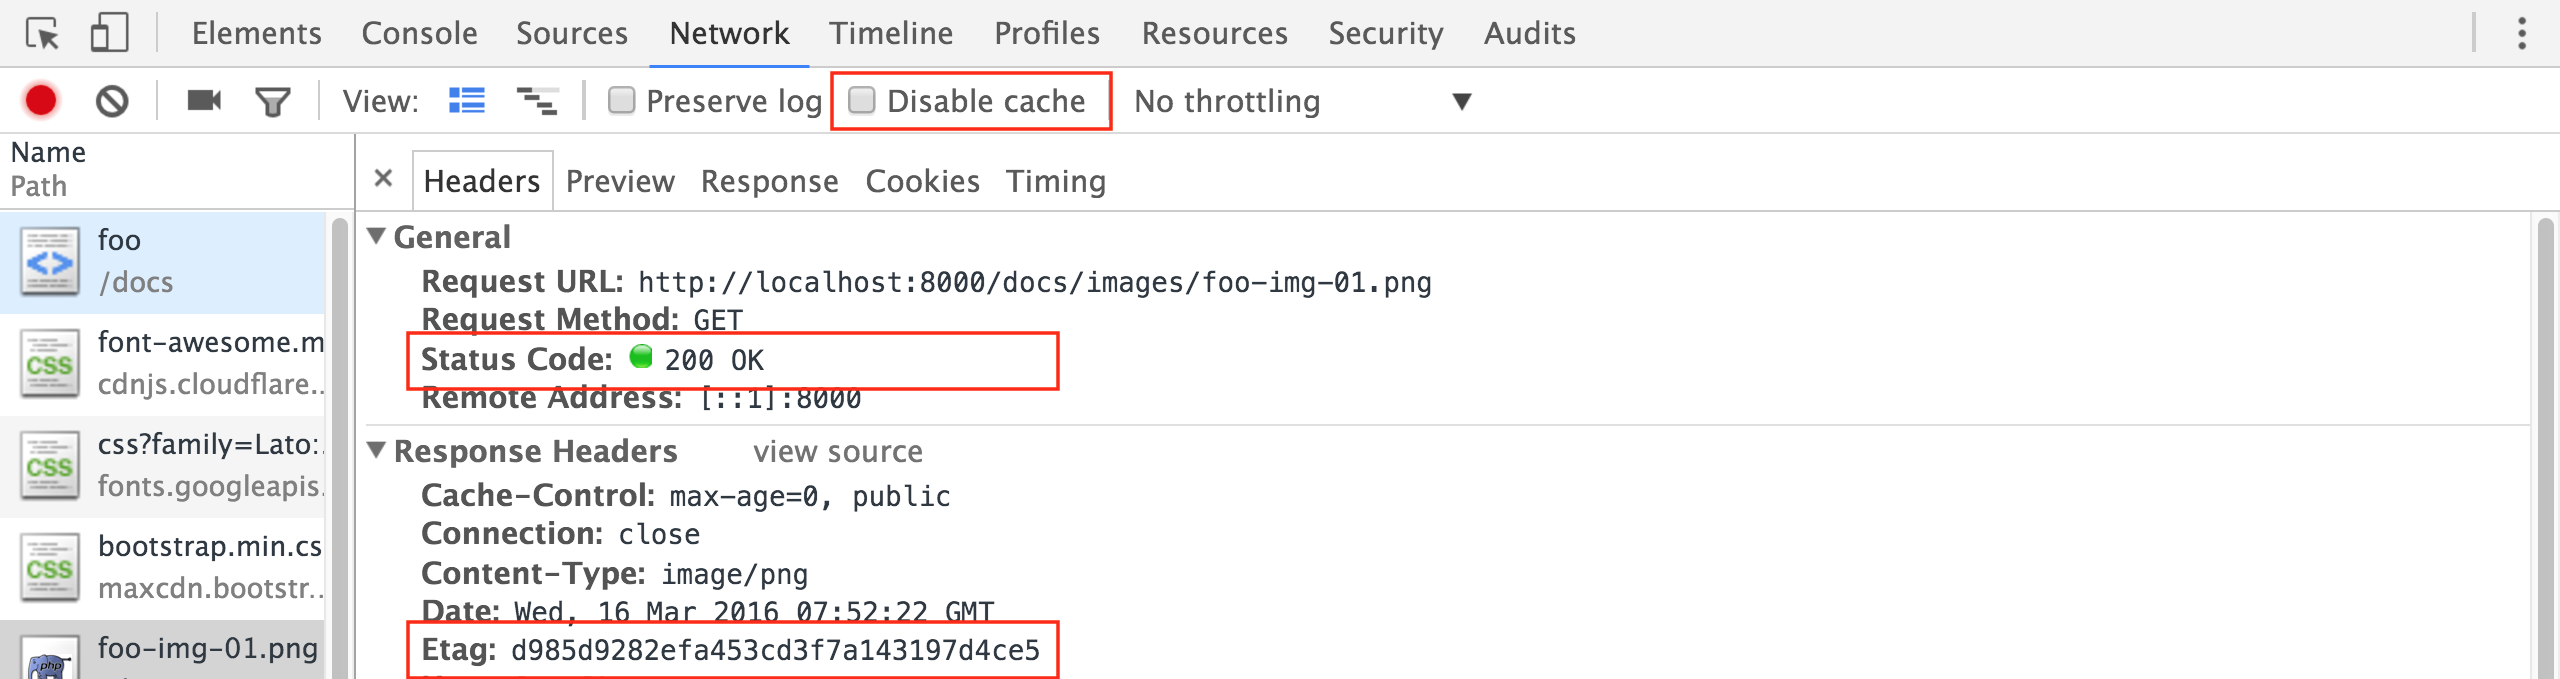 Elements Console Sources Network Timeline Profiles Resources Security Audits
View: Preserve log Disable cache No throttling
Name
Path
foo
/docs
font-awesome.m
cdnjs.cloudflare..
css?family=Lato:.
fonts.googleapis.
bootstrap.min.cs
maxcdn.bootstr..
foo-img-01.png
php
× Headers Preview Response Cookies Timing
General
Request URL: http://localhost:8000/docs/images/foo-img-01.png
Request Method: GET
Status Code: 200 OK
Remote Address: [::1]:8000
Response Headers view source
Cache-Control: max-age=0, public
Connection: close
Content-Type: image/png
Date: Wed, 16 Mar 2016 07:52:22 GMT
Etag: d985d9282efa453cd3f7a143197d4ce5